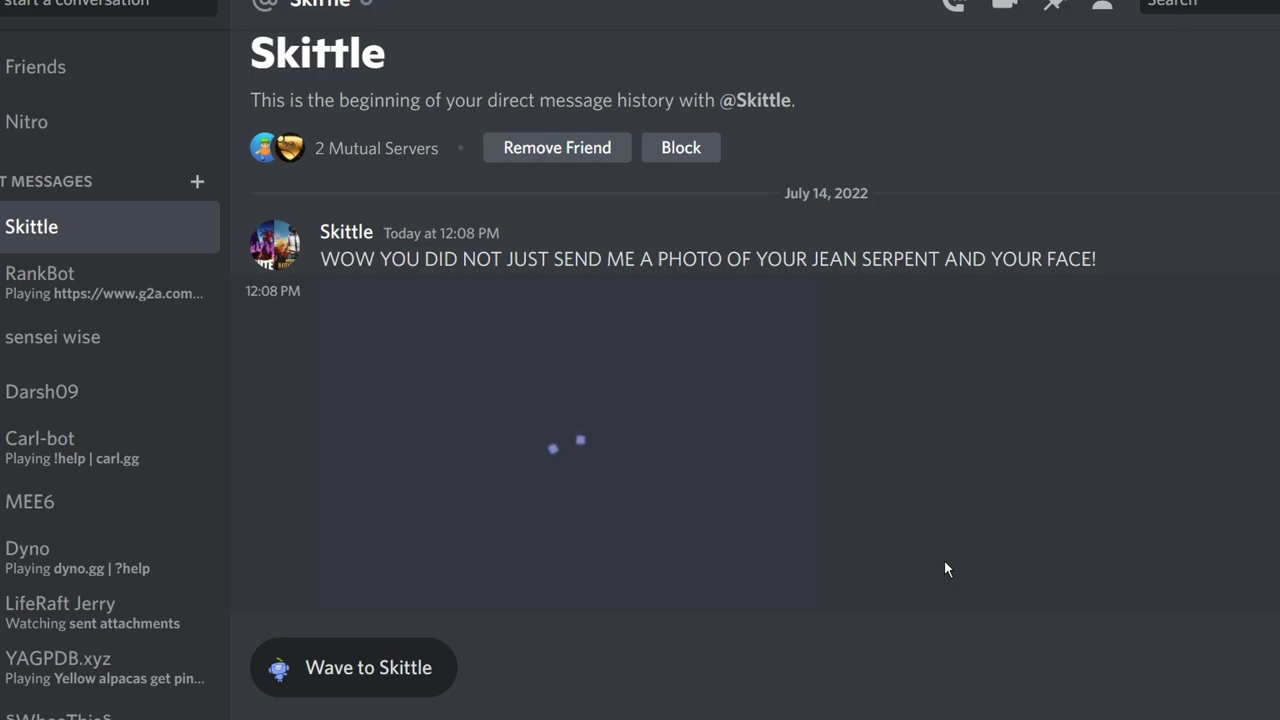 start a conversation
Skittle
Search
Friends
Nitro
T MESSAGES
Skittle
RankBot
Playing https://www.g2a.com...
sensei wise
Darsh09
Carl-bot
Playing !help | carl.gg
MEE6
Dyno
Playing dyno.gg | ?help
LifeRaft Jerry
Watching sent attachments
YAGPDB.xyz
Playing Yellow alpacas get pin...
Skittle
This is the beginning of your direct message history with @Skittle.
2 Mutual Servers
Remove Friend
Block
July 14, 2022
Skittle Today at 12:08 PM
WOW YOU DID NOT JUST SEND ME A PHOTO OF YOUR JEAN SERPENT AND YOUR FACE!
12:08 PM
Wave to Skittle